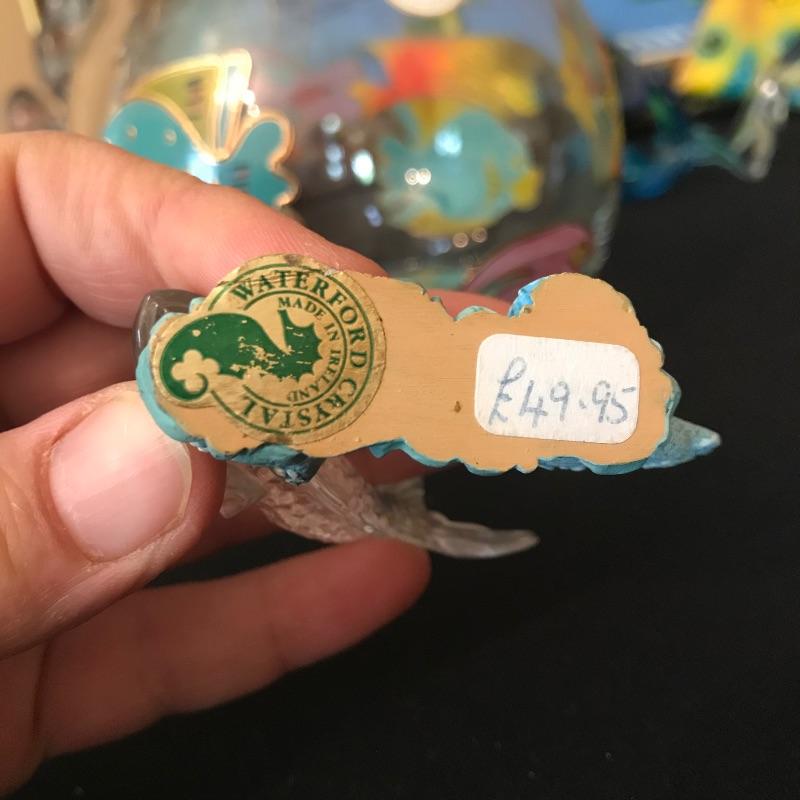 WATERFORD CRYSTAL
MADE IN IRELAND
£49.95